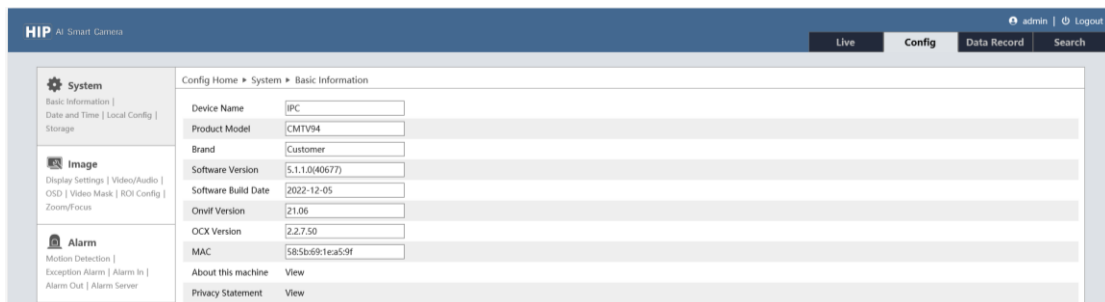 HIP AI Smart Camera
admin | Logout
Live Config Data Record Search
System
Basic Information |
Date and Time | Local Config |
Storage
Image
Display Settings | Video/Audio |
OSD | Video Mask | ROI Config |
Zoom/Focus
Alarm
Motion Detection |
Exception Alarm | Alarm In |
Alarm Out | Alarm Server
Config Home ▸ System ▸ Basic Information
Device Name IPC
Product Model CMTV94
Brand Customer
Software Version 5.1.1.0(40677)
Software Build Date 2022-12-05
Onvif Version 21.06
OCX Version 2.2.7.50
MAC 58:5b:69:1e:a5:9f
About this machine View
Privacy Statement View